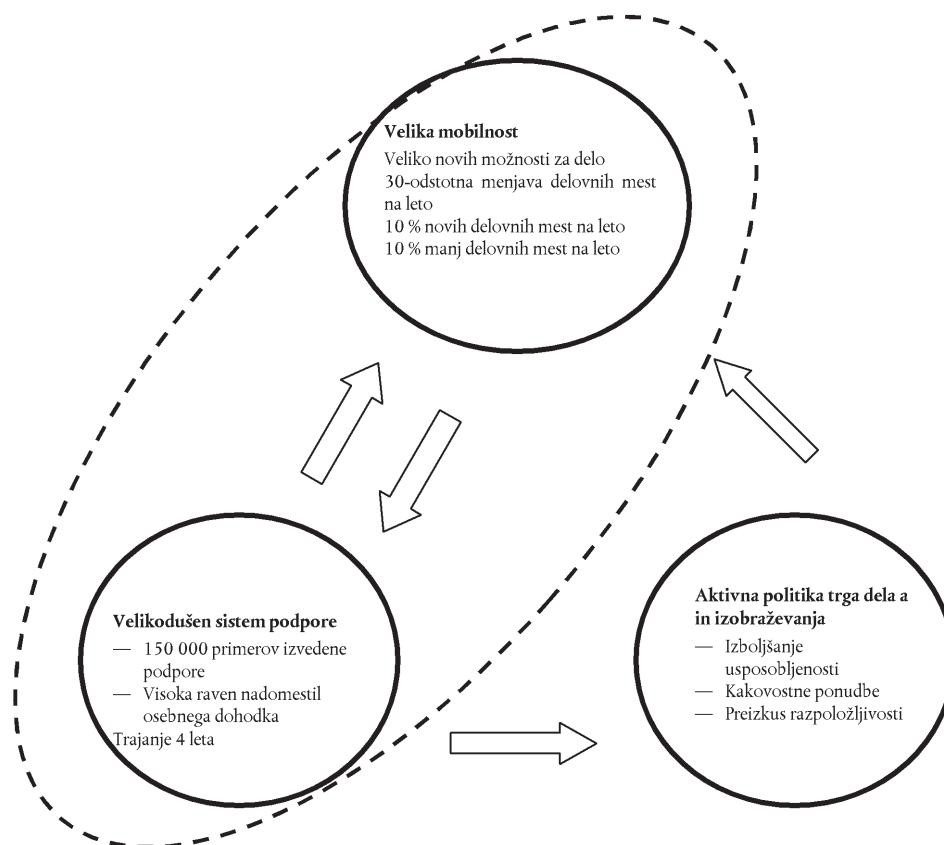 Velika mobilnost
Veliko novih možnosti za delo
30-odstotna menjava delovnih mest
na leto
10 % novih delovnih mest na leto
10 % manj delovnih mest na leto
Velikodušen sistem podpore
— 150 000 primerov izvedene
podpore
— Visoka raven nadomestil
osebnega dohodka
Trajanje 4 leta
Aktivna politika trga dela a
in izobraževanja
— Izboljšanje
usposobljenosti
— Kakovostne ponudbe
— Preizkus razpoložljivosti